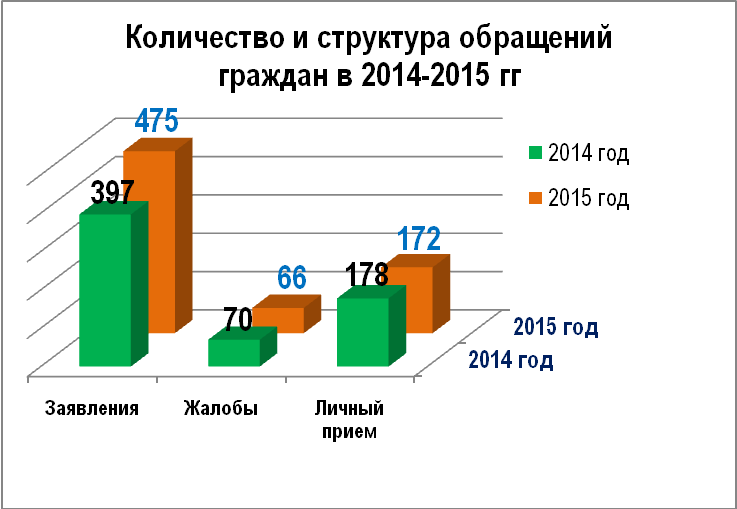 Количество и структура обращений
граждан в 2014-2015 гг
475
397
66
70
172
178
2014 год
2015 год
2015 год
2014 год
Заявления
Жалобы
Личный
прием